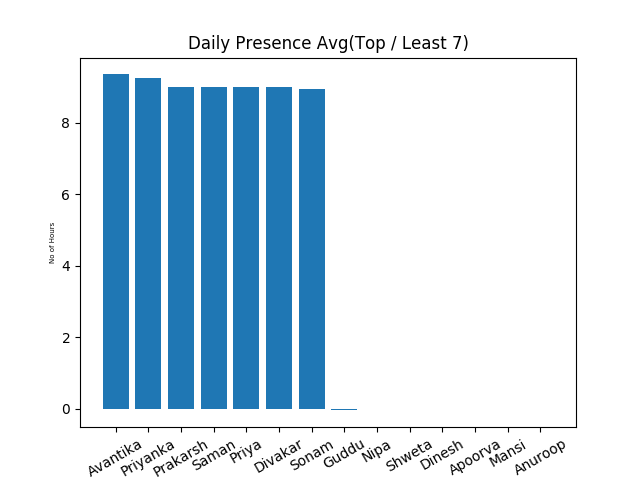 Daily Presence Avg(Top / Least 7)
No of Hours
8
6
4
2
0
Avantika
Priyanka
Prakarsh
Saman
Priya
Divakar
Sonam
Guddu
Nipa
Shweta
Dinesh
Apoorva
Mansi
Anuroop